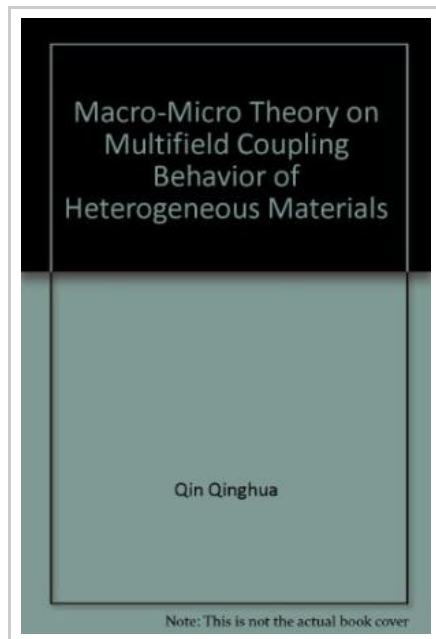 Macro-Micro Theory on
Multifield Coupling
Behavior of
Heterogeneous Materials
Qin Qinghua
Note: This is not the actual book cover